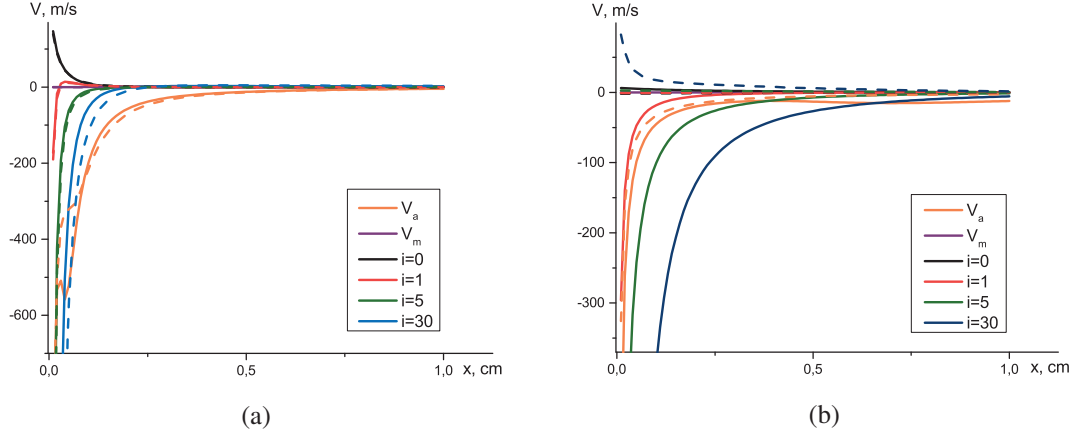 V, m/s
0
-200
-400
-600
0,0
0,5
1,0
x, cm
V_a
V_m
i=0
i=1
i=5
i=30
(a)
V, m/s
0
-100
-200
-300
0,0
0,5
1,0
x, cm
V_a
V_m
i=0
i=1
i=5
i=30
(b)